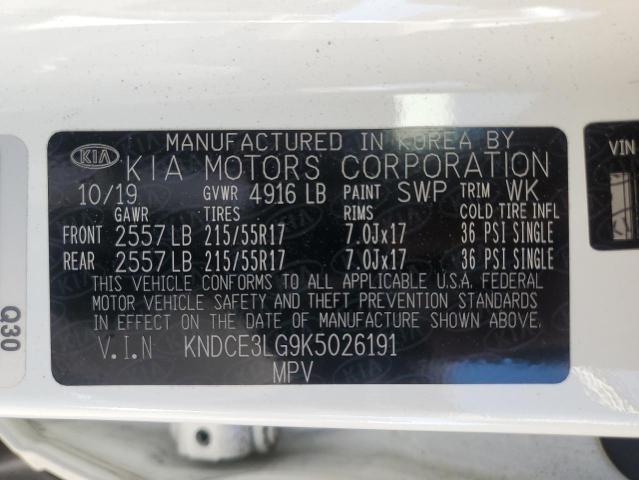 MANUFACTURED IN KOREA BY
KIA KIA MOTORS CORPORATION
10/19 GVWR 4916 LB PAINT SWP TRIM WK
GAWR TIRES RIMS COLD TIRE INFL
FRONT 2557 LB 215/55R17 7.0Jx17 36 PSI SINGLE
REAR 2557 LB 215/55R17 7.0Jx17 36 PSI SINGLE
THIS VEHICLE CONFORMS TO ALL APPLICABLE U.S.A. FEDERAL
MOTOR VEHICLE SAFETY AND THEFT PREVENTION STANDARDS
IN EFFECT ON THE DATE OF MANUFACTURE SHOWN ABOVE.
V.I.N KNDCE3LG9K5026191
MPV
Q30
VIN